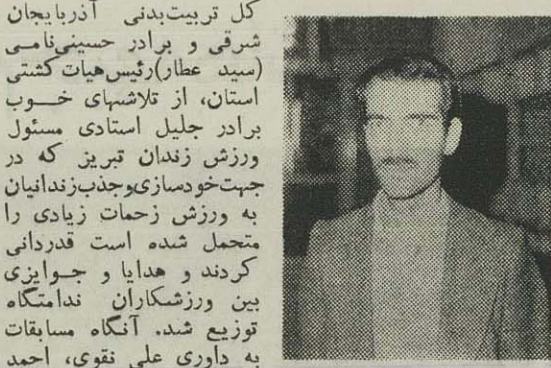 کل تربیت‌بدنی آذربایجان
شرقی و برادر حسینی‌نامی
(سید عطار)رئیس‌هیات‌کشتی
استان، از تلاشهای خوب
برادر جلیل استادی مسئول
ورزش زندان تبریز که در
جهت‌خودسازی‌وجذب‌زندانیان
به ورزش زحمات زیادی را
متحمل شده است قدردانی
کردند و هدایا و جوایزی
بین ورزشکاران ندامتگاه
توزیع شد. آنگاه مسابقات
به داوری علی نقوی، احمد